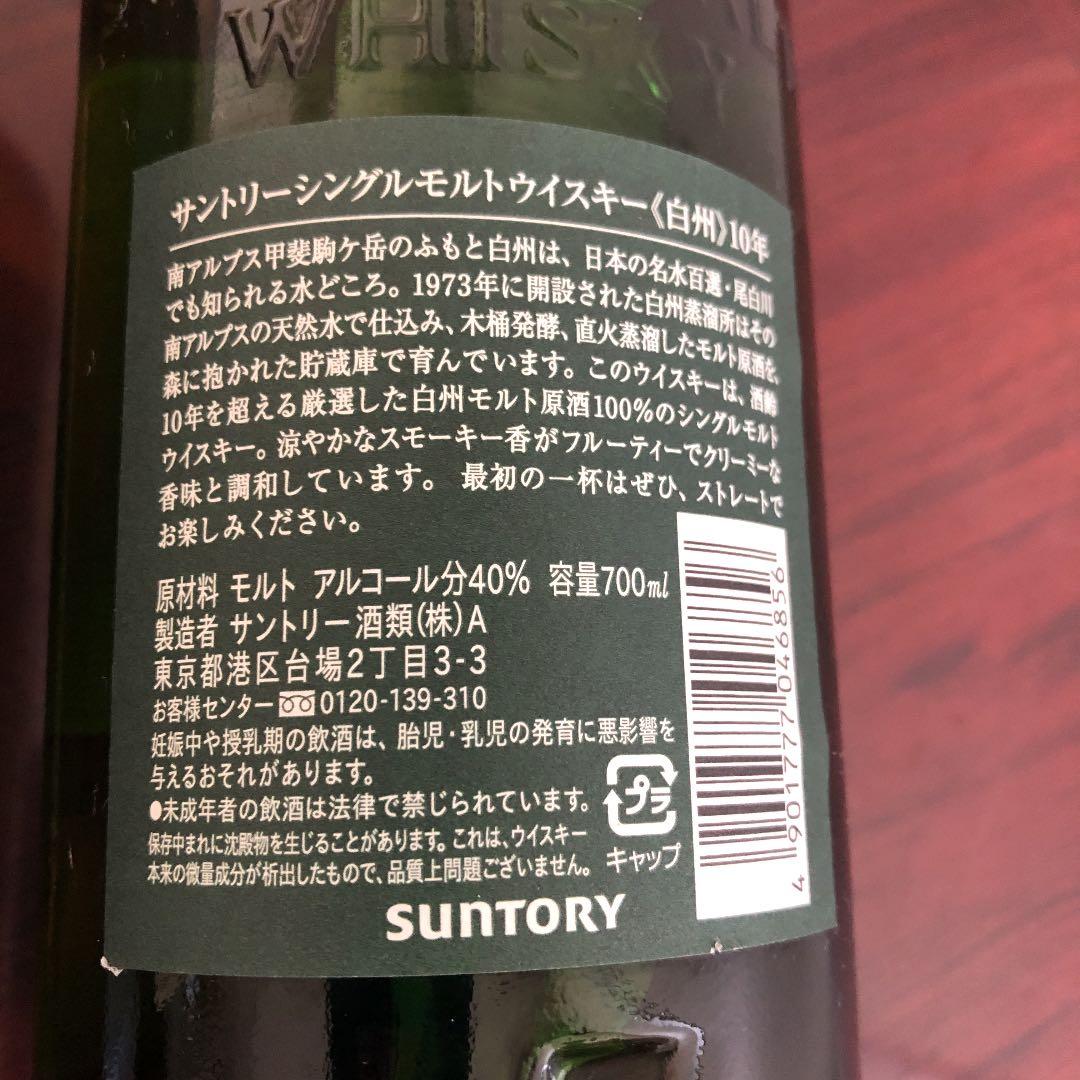 WHISKY
サントリーシングルモルトウイスキー《白州》10年
南アルプス甲斐駒ケ岳のふもと白州は、日本の名水百選・尾白川
でも知られる水どころ。1973年に開設された白州蒸溜所はその
南アルプスの天然水で仕込み、木桶発酵、直火蒸溜したモルト原酒を、
森に抱かれた貯蔵庫で育んでいます。このウイスキーは、酒齢
10年を超える厳選した白州モルト原酒100%のシングルモルト
ウイスキー。涼やかなスモーキー香がフルーティーでクリーミーな
香味と調和しています。 最初の一杯はぜひ、ストレートで
お楽しみください。
原材料 モルト アルコール分40% 容量700ml
製造者 サントリー酒類(株)A
東京都港区台場2丁目3-3
お客様センター 0120-139-310
妊娠中や授乳期の飲酒は、胎児・乳児の発育に悪影響を
与えるおそれがあります。
●未成年者の飲酒は法律で禁じられています。
保存中まれに沈殿物を生じることがあります。これは、ウイスキー
本来の微量成分が析出したもので、品質上問題ございません。
プラ
キャップ
4 901777 046856
SUNTORY